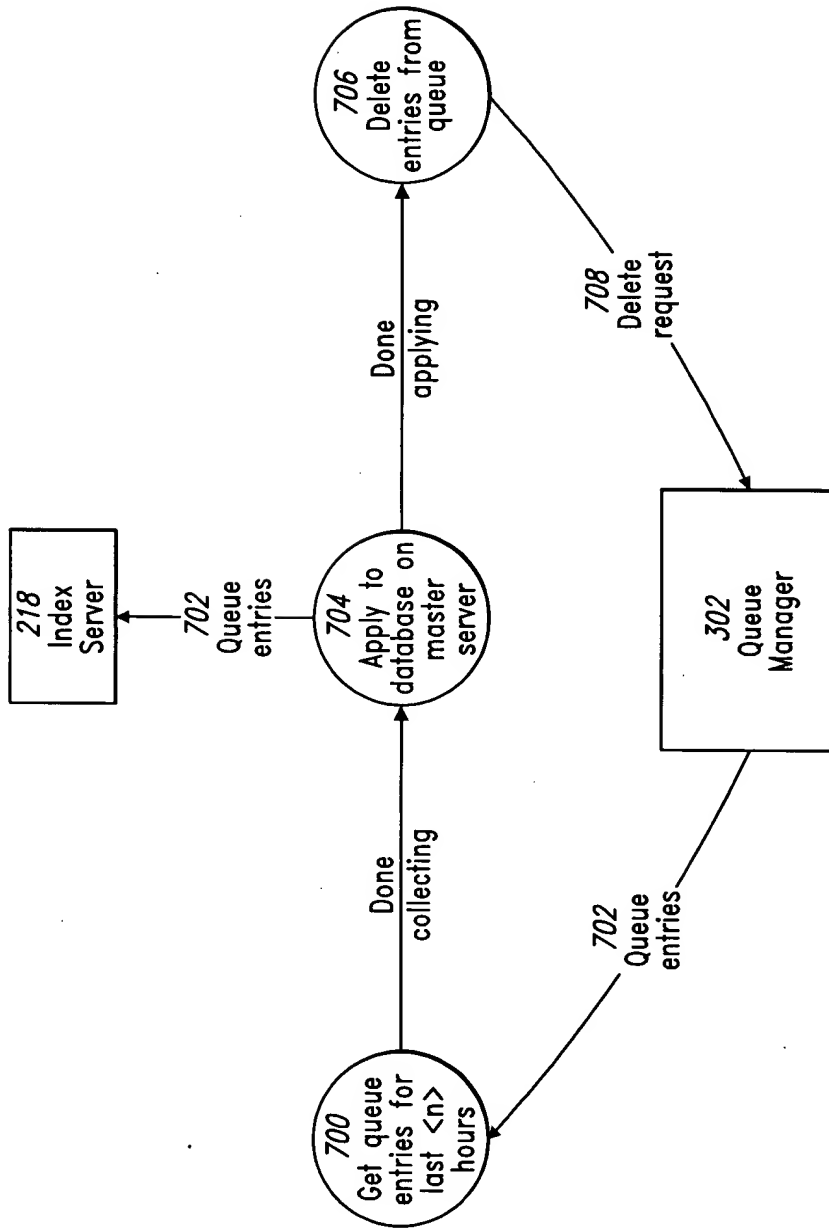 218
Index
Server
702
Queue
entries
700
Get queue
entries for
last <n>
hours
Done
collecting
704
Apply to
database on
master
server
Done
applying
706
Delete
entries from
queue
702
Queue
entries
302
Queue
Manager
708
Delete
request